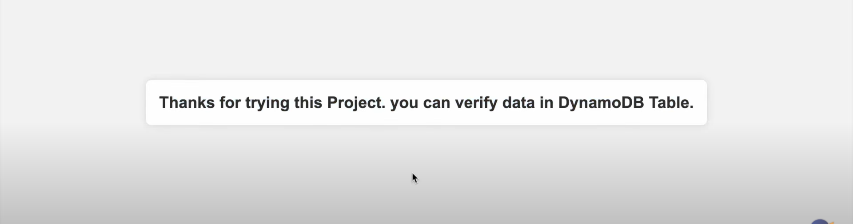 Thanks for trying this Project. you can verify data in DynamoDB Table.